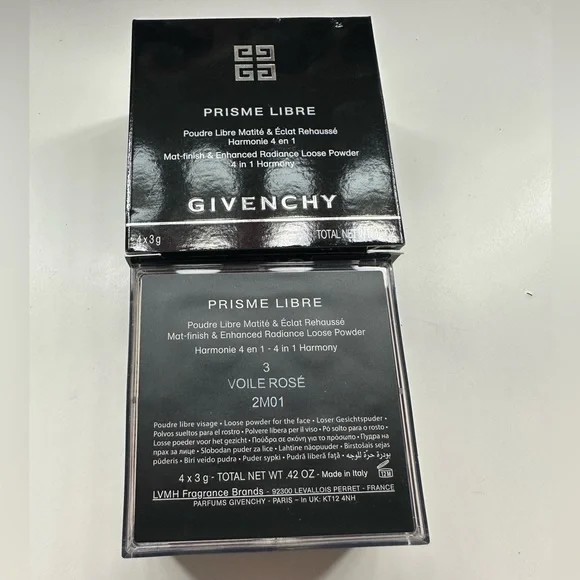 PRISME LIBRE
Poudre Libre Matité & Éclat Rehaussé
Harmonie 4 en 1
Mat-finish & Enhanced Radiance Loose Powder
4 in 1 Harmony
GIVENCHY
4 x 3 g
TOTAL NET
PRISME LIBRE
Poudre Libre Matité & Éclat Rehaussé
Mat-finish & Enhanced Radiance Loose Powder
Harmonie 4 en 1 - 4 in 1 Harmony
3
VOILE ROSÉ
2M01
Poudre libre visage • Loose powder for the face • Loser Gesichtspuder •
Polvos sueltos para el rostro • Polvere libera per il viso • Pó solto para o rosto •
Losse poeder voor het gezicht • Πούδρα σε σκόνη για το πρόσωπο • Пудра на
прах за лице • Slobodan puder za lice • Lahtine näopuuder • Birstošais sejas
pūderis • Biri veido pudra • Puder sypki • Pudră liberă față • بودرة حرّة للوجه
4 x 3 g - TOTAL NET WT .42 OZ - Made in Italy
12 M
LVMH Fragrance Brands - 92300 LEVALLOIS PERRET - FRANCE
PARFUMS GIVENCHY - PARIS - In UK: KT12 4NH